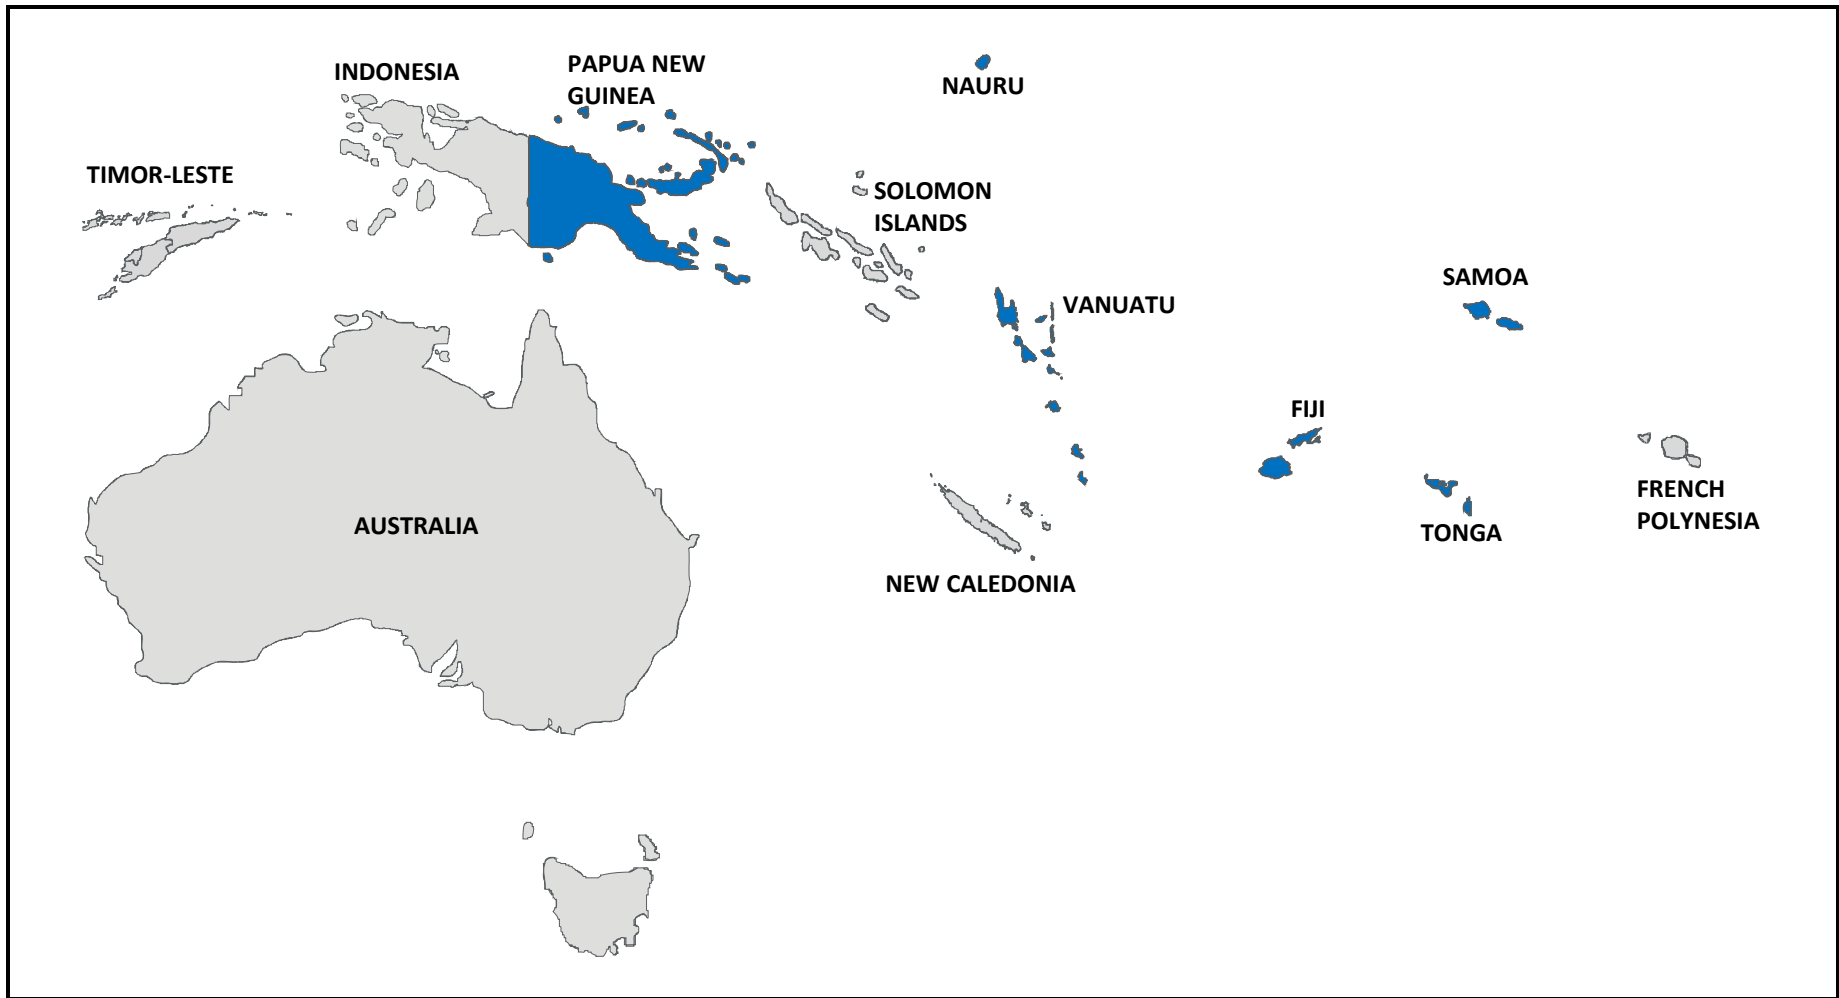 INDONESIA
PAPUA NEW
GUINEA
NAURU
TIMOR-LESTE
SOLOMON
ISLANDS
SAMOA
VANUATU
FIJI
FRENCH
POLYNESIA
AUSTRALIA
TONGA
NEW CALEDONIA